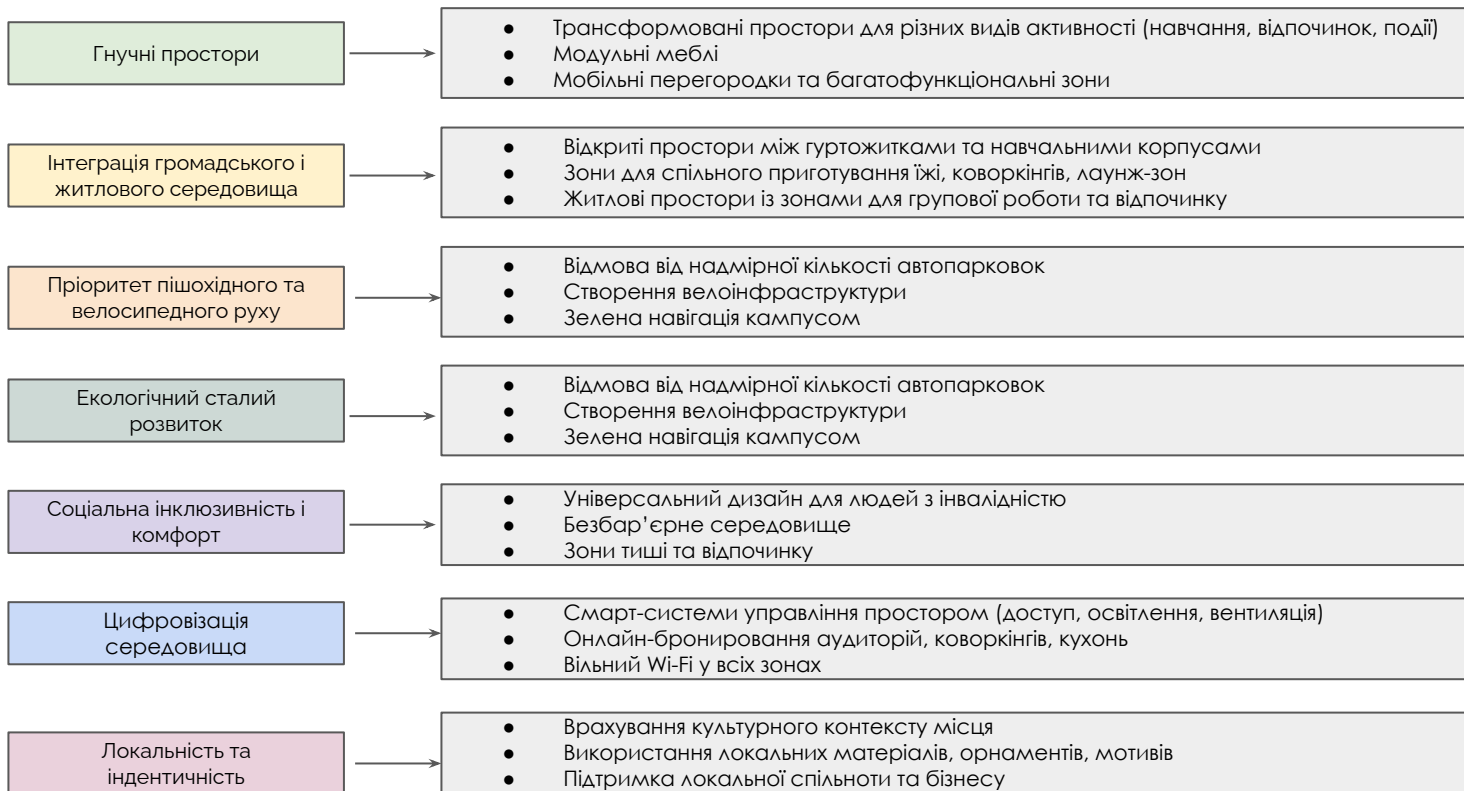 Гнучні простори
● Трансформовані простори для різних видів активності (навчання, відпочинок, події)
● Модульні меблі
● Мобільні перегородки та багатофункціональні зони
Інтеграція громадського і
житлового середовища
● Відкриті простори між гуртожитками та навчальними корпусами
● Зони для спільного приготування їжі, коворкінгів, лаунж-зон
● Житлові простори із зонами для групової роботи та відпочинку
Пріоритет пішохідного та
велосипедного руху
● Відмова від надмірної кількості автопарковок
● Створення велоінфраструктури
● Зелена навігація кампусом
Екологічний сталий
розвиток
● Відмова від надмірної кількості автопарковок
● Створення велоінфраструктури
● Зелена навігація кампусом
Соціальна інклюзивність і
комфорт
● Універсальний дизайн для людей з інвалідністю
● Безбар’єрне середовище
● Зони тиші та відпочинку
Цифровізація
середовища
● Смарт-системи управління простором (доступ, освітлення, вентиляція)
● Онлайн-бронировання аудиторій, коворкінгів, кухонь
● Вільний Wi-Fi у всіх зонах
Локальність та
індентичність
● Врахування культурного контексту місця
● Використання локальних матеріалів, орнаментів, мотивів
● Підтримка локальної спільноти та бізнесу